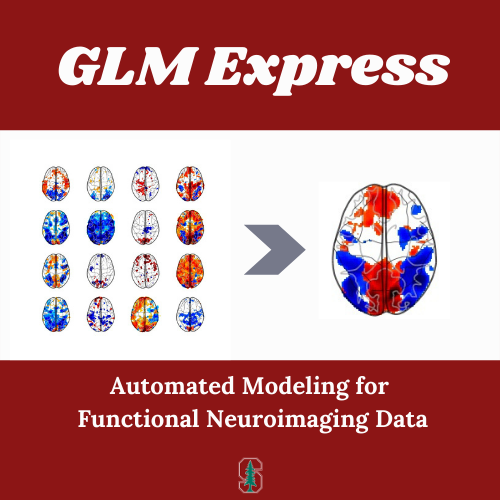 GLM Express
Automated Modeling for
Functional Neuroimaging Data
S